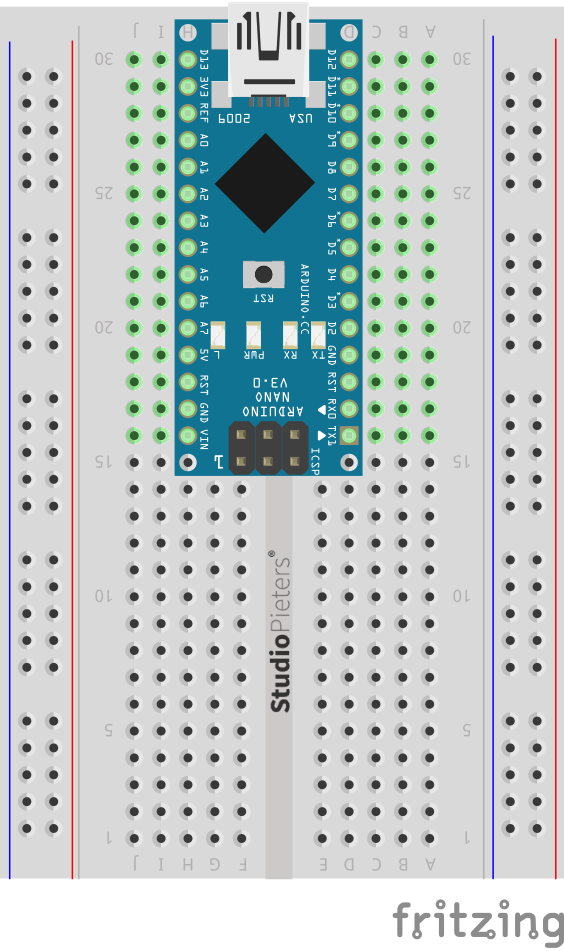 J I H D C B A
30 D13 D12 30
3V3 D11
REF D10
2009 USA
A0 D9
A1 D8
25 A2 D7 25
A3 D6
A4 D5
A5 D4
RST
ARDUINO.CC
A6 D3
20 A7 D2 20
5V GND
L PWR RX TX
RST RST
V3.0
NANO
ARDUINO
GND RX0
VIN TX1
15 1 ICSP 15
10 10
StudioPieters®
5 5
1 1
J I H G F E D C B A
fritzing